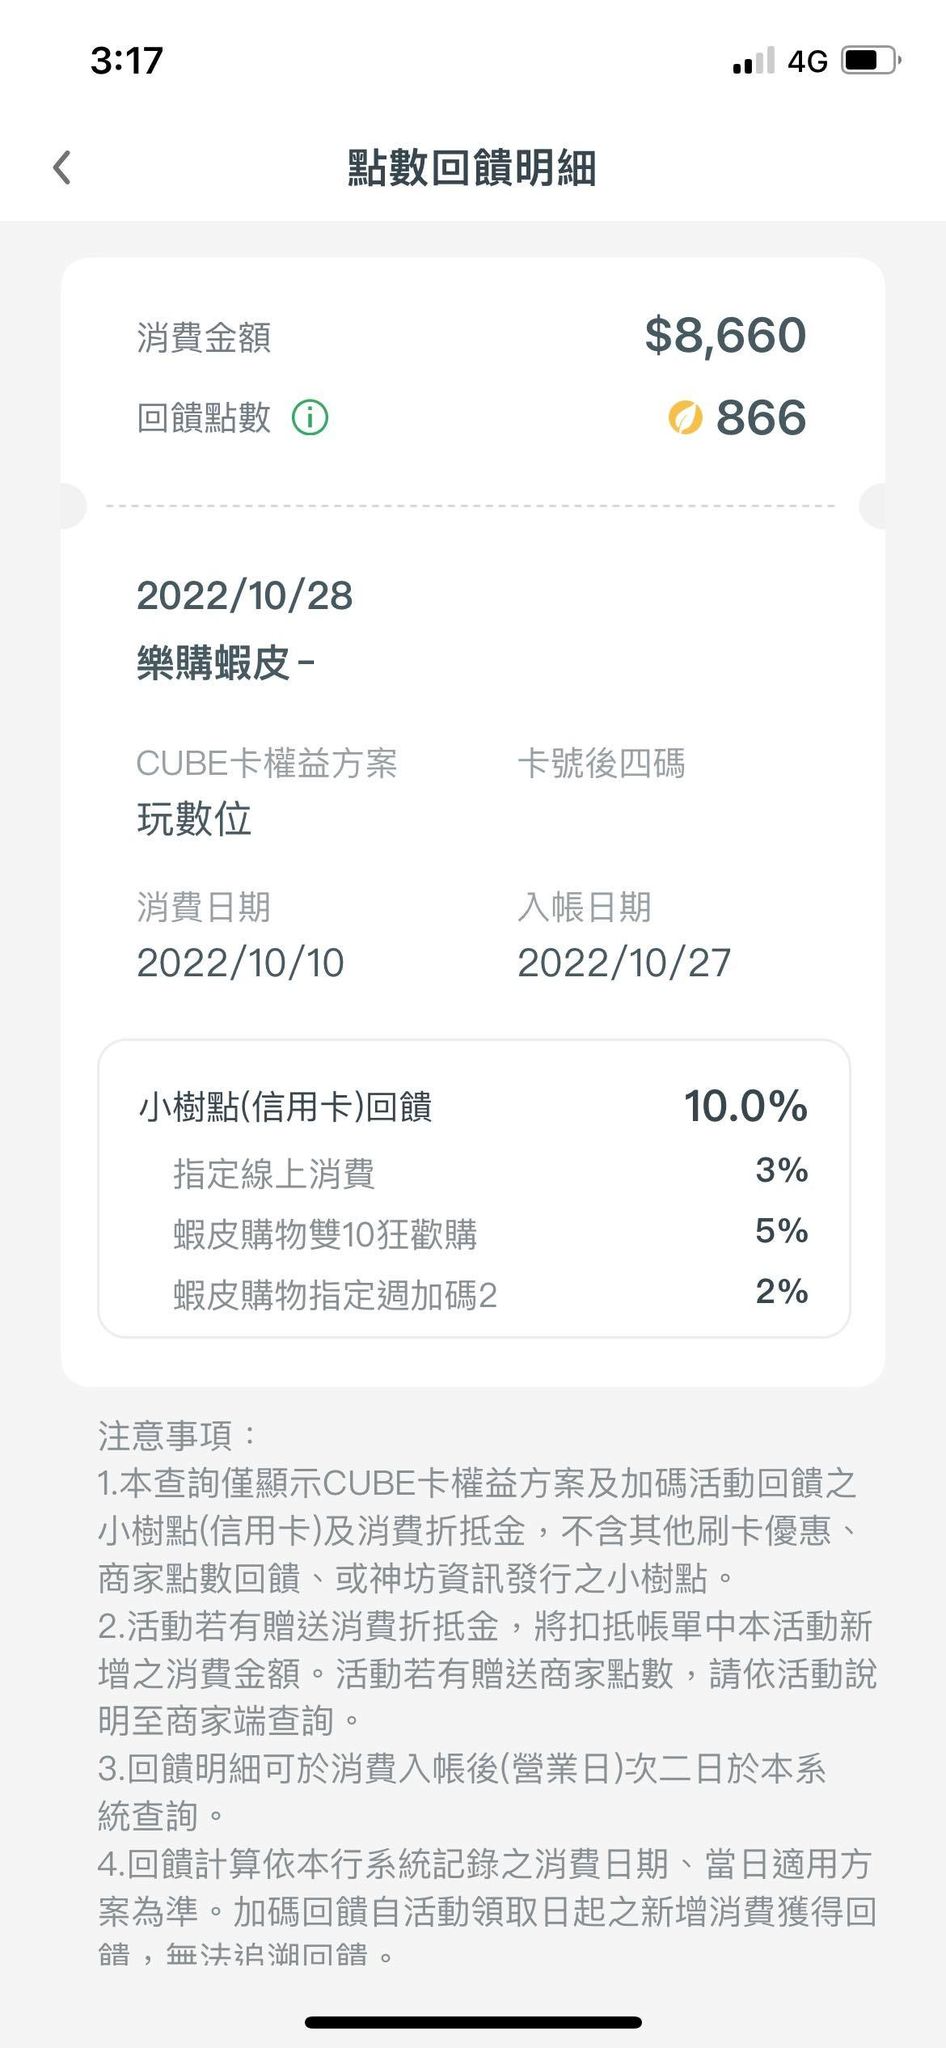 3:17
4G
點數回饋明細
消費金額 $8,660
回饋點數 866
2022/10/28
樂購蝦皮-
CUBE卡權益方案 卡號後四碼
玩數位
消費日期 入帳日期
2022/10/10 2022/10/27
小樹點(信用卡)回饋 10.0%
指定線上消費 3%
蝦皮購物雙10狂歡購 5%
蝦皮購物指定週加碼2 2%
注意事項：
1.本查詢僅顯示CUBE卡權益方案及加碼活動回饋之
小樹點(信用卡)及消費折抵金，不含其他刷卡優惠、
商家點數回饋、或神坊資訊發行之小樹點。
2.活動若有贈送消費折抵金，將扣抵帳單中本活動新
增之消費金額。活動若有贈送商家點數，請依活動說
明至商家端查詢。
3.回饋明細可於消費入帳後(營業日)次二日於本系
統查詢。
4.回饋計算依本行系統記錄之消費日期、當日適用方
案為準。加碼回饋自活動領取日起之新增消費獲得回
饋，無法追溯回饋。